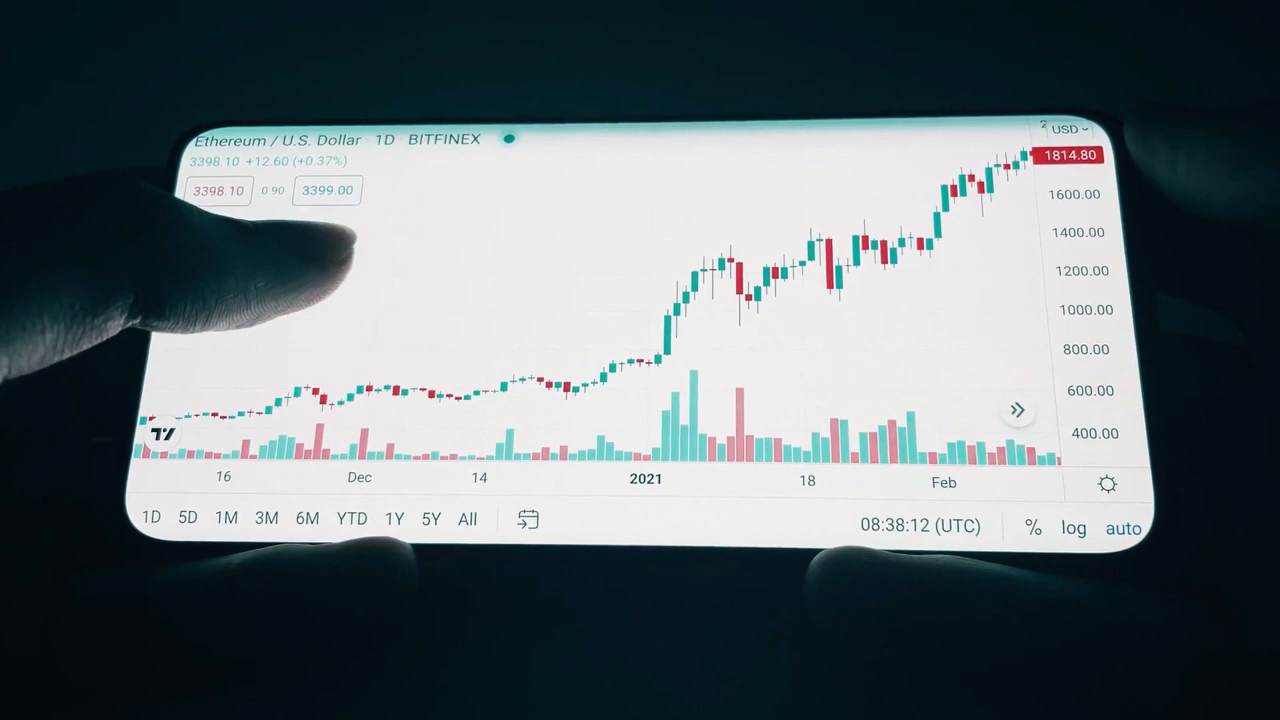 Ethereum / U.S. Dollar 1D BITFINEX
3398.10 +12.60 (+0.37%)
3398.10 0.90 3399.00
USD
1814.80
1600.00
1400.00
1200.00
1000.00
800.00
600.00
400.00
16 Dec 14 2021 18 Feb
1D 5D 1M 3M 6M YTD 1Y 5Y All
08:38:12 (UTC) % log auto